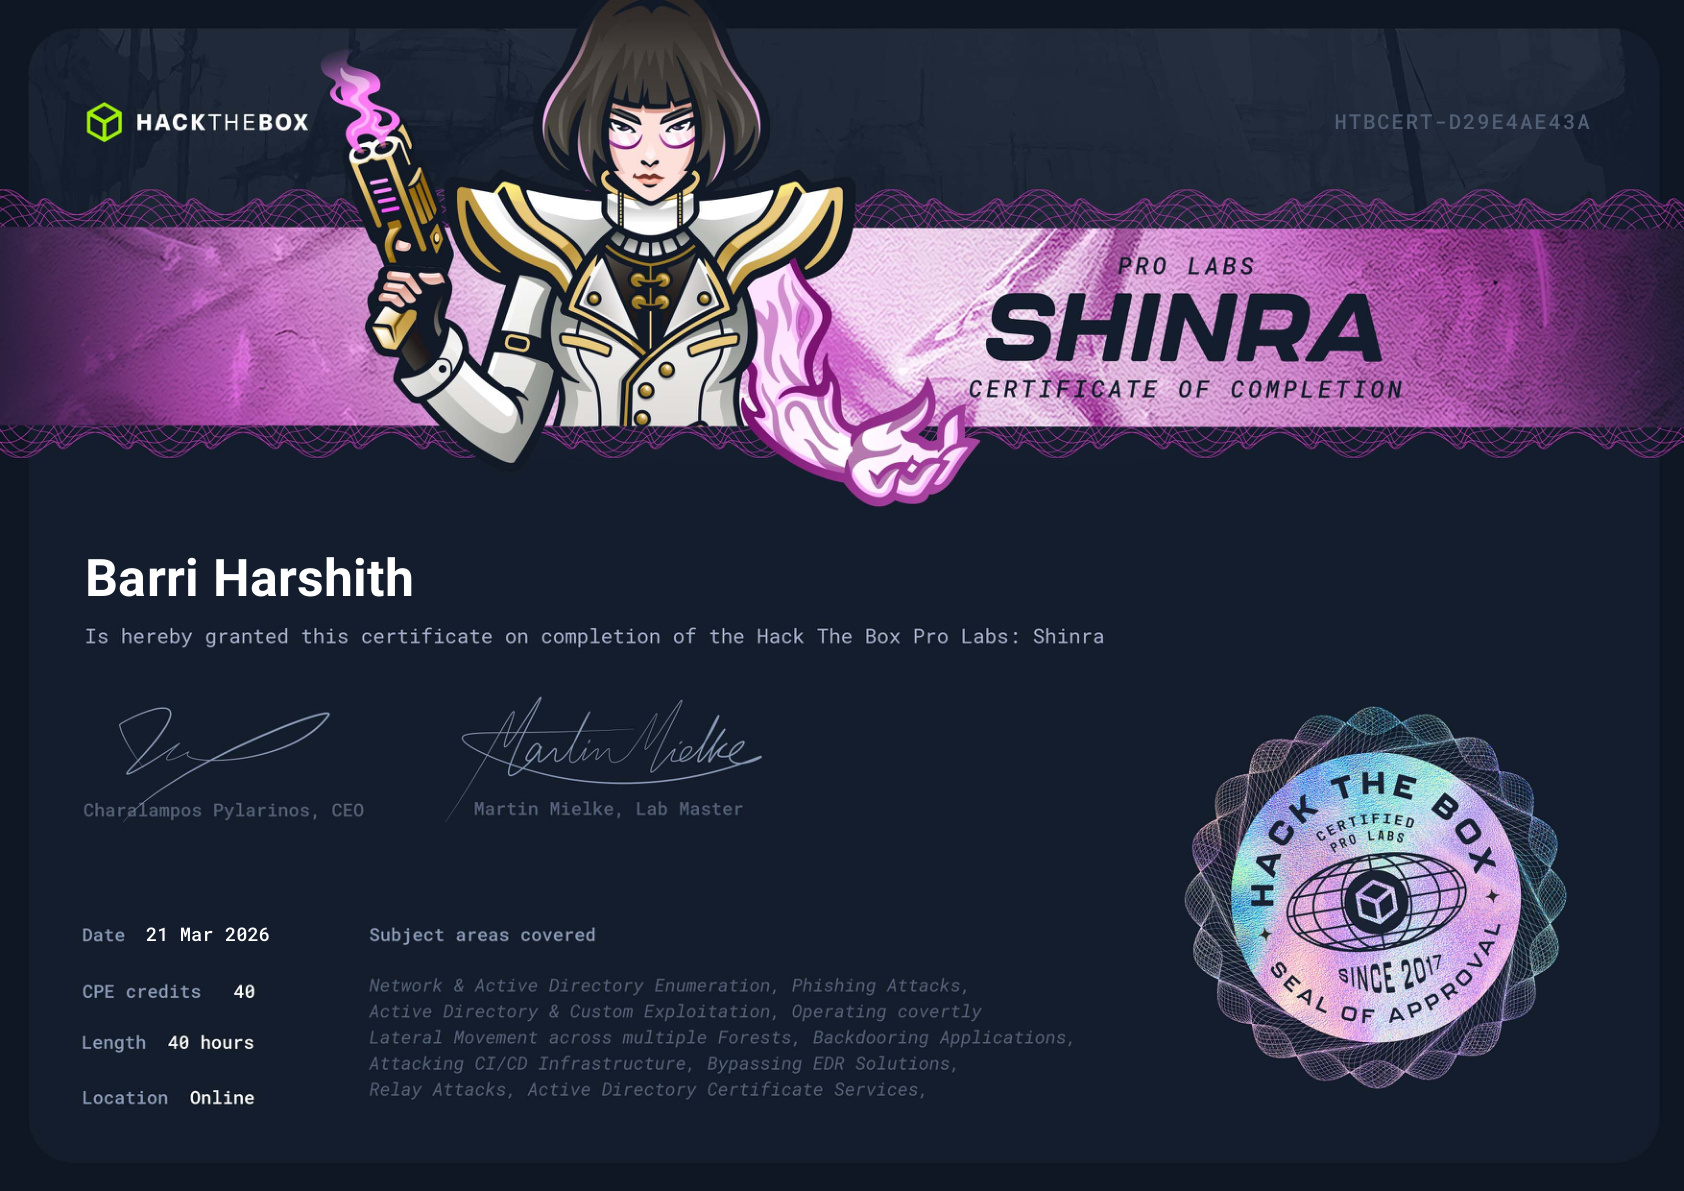 HACKTHEBOX
HTBCERT-D29E4AE43A
PRO LABS
SHINRA
CERTIFICATE OF COMPLETION
Barri Harshith
Is hereby granted this certificate on completion of the Hack The Box Pro Labs: Shinra
Martin Mielke
Charalampos Pylarinos, CEO
Martin Mielke, Lab Master
Date 21 Mar 2026
CPE credits 40
Length 40 hours
Location Online
Subject areas covered
Network & Active Directory Enumeration, Phishing Attacks,
Active Directory & Custom Exploitation, Operating covertly
Lateral Movement across multiple Forests, Backdooring Applications,
Attacking CI/CD Infrastructure, Bypassing EDR Solutions,
Relay Attacks, Active Directory Certificate Services,
HACK THE BOX
CERTIFIED
PRO LABS
SINCE 2017
SEAL OF APPROVAL